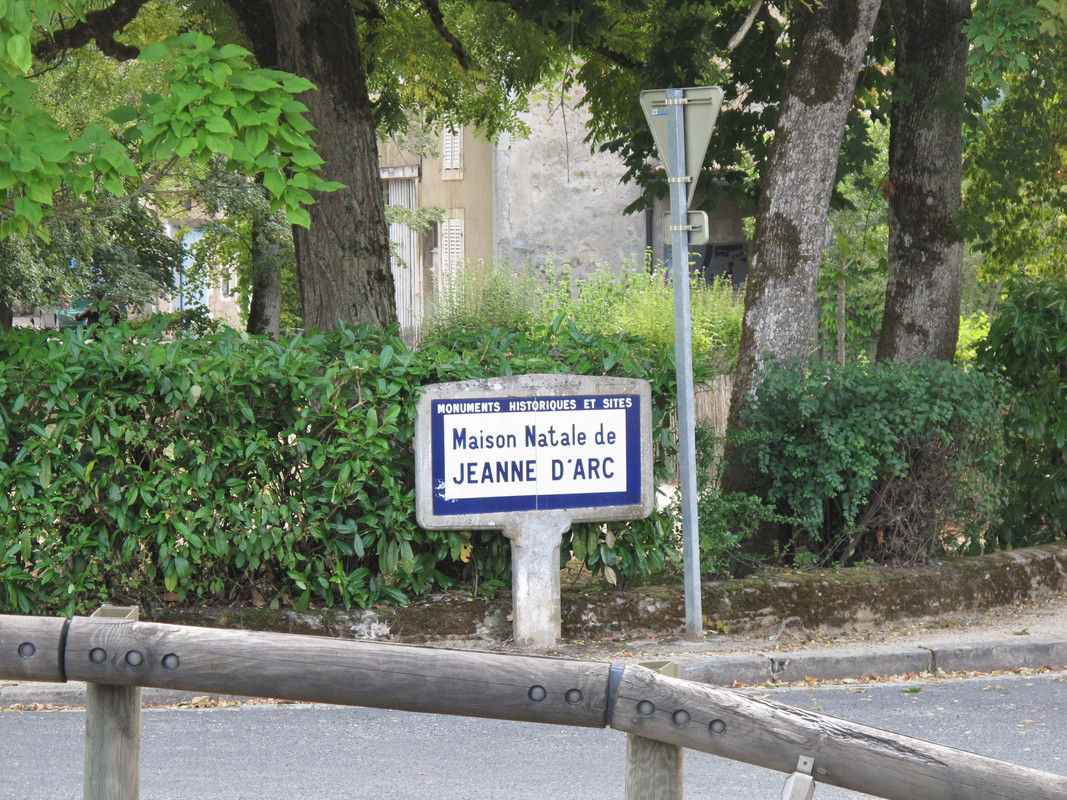 MONUMENTS HISTORIQUES ET SITES
Maison Natale de
JEANNE D'ARC